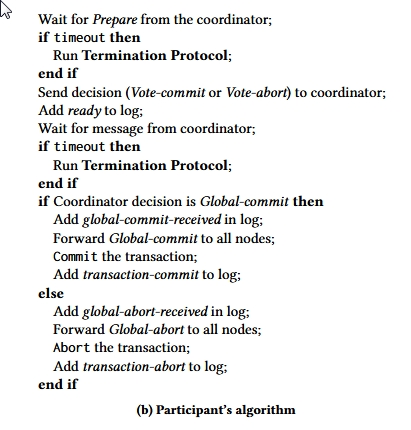 Wait for Prepare from the coordinator;
if timeout then
Run Termination Protocol;
end if
Send decision (Vote-commit or Vote-abort) to coordinator;
Add ready to log;
Wait for message from coordinator;
if timeout then
Run Termination Protocol;
end if
if Coordinator decision is Global-commit then
Add global-commit-received in log;
Forward Global-commit to all nodes;
Commit the transaction;
Add transaction-commit to log;
else
Add global-abort-received in log;
Forward Global-abort to all nodes;
Abort the transaction;
Add transaction-abort to log;
end if
(b) Participant's algorithm